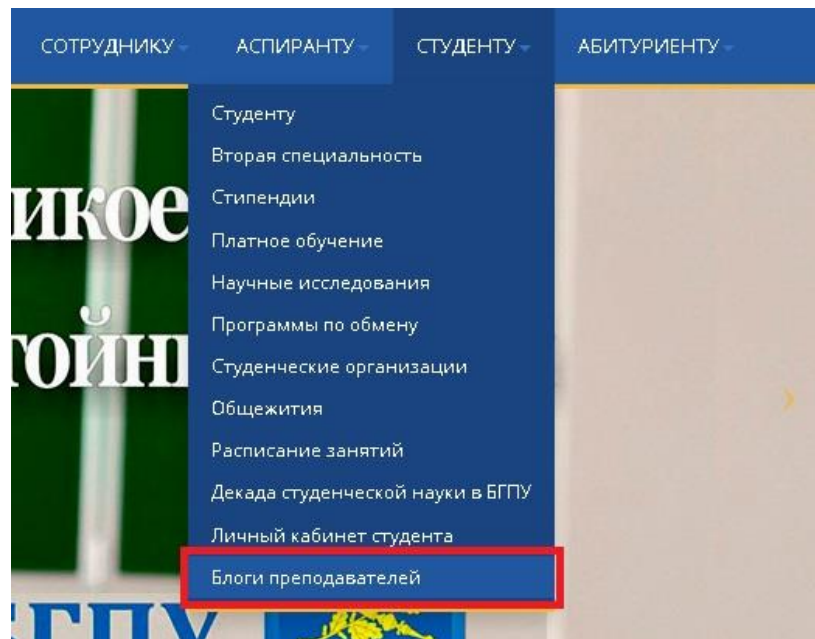 СОТРУДНИКУ АСПИРАНТУ СТУДЕНТУ АБИТУРИЕНТУ
Студенту
Вторая специальность
Стипендии
Платное обучение
Научные исследования
Программы по обмену
Студенческие организации
Общежития
Расписание занятий
Декада студенческой науки в БГПУ
Личный кабинет студента
Блоги преподавателей
БГПУ